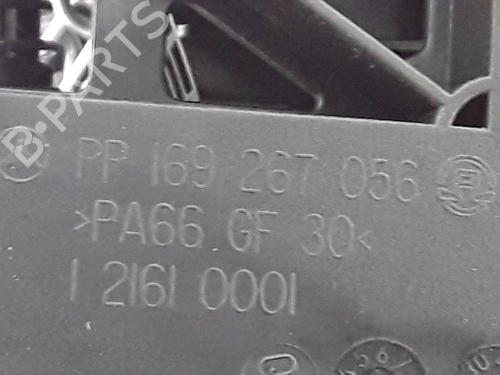 B-PARTS
PP 169 267 056
>PA66 GF 30<
1 2161 0001